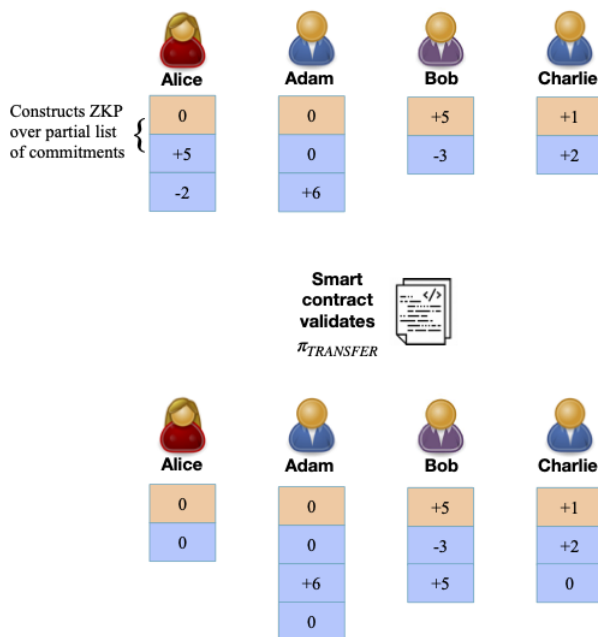 Alice Adam Bob Charlie
Constructs ZKP
over partial list
of commitments
{
0 0 +5 +1
+5 0 -3 +2
-2 +6
Smart
contract
validates
π_TRANSFER
</>
Alice Adam Bob Charlie
0 0 +5 +1
0 0 -3 +2
+6 +5 0
0